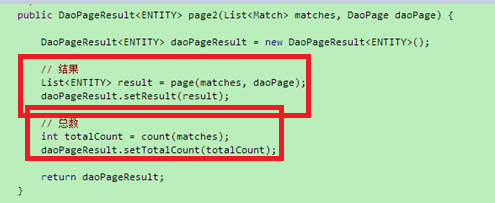 public DaoPageResult<ENTITY> page2(List<Match> matches, DaoPage daoPage) {
DaoPageResult<ENTITY> daoPageResult = new DaoPageResult<ENTITY>();
// 结果
List<ENTITY> result = page(matches, daoPage);
daoPageResult.setResult(result);
// 总数
int totalCount = count(matches);
daoPageResult.setTotalCount(totalCount);
return daoPageResult;
}